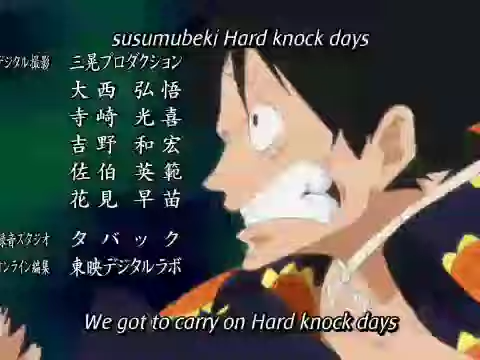 susumubeki Hard knock days
デジタル撮影 三晃プロダクション
大西 弘悟
寺崎 光喜
吉野 和宏
佐伯 英範
花見 早苗
録音スタジオ タバック
オンライン編集 東映デジタルラボ
We got to carry on Hard knock days